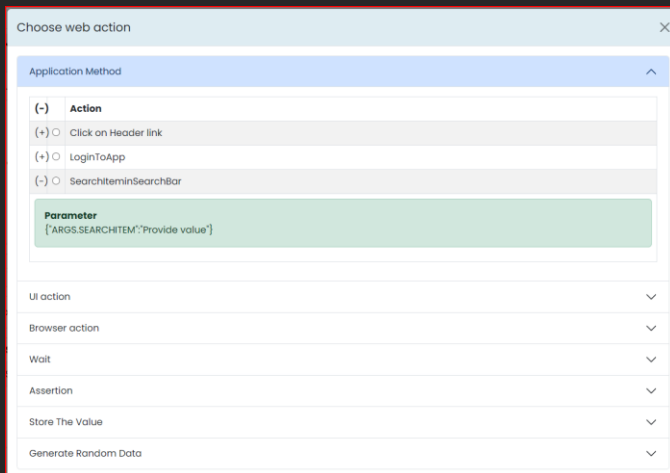 Choose web action
Application Method
(-) Action
(+) Click on Header link
(+) LoginToApp
(-) SearchIteminSearchBar
Parameter
{"ARGS.SEARCHITEM":"Provide value"}
UI action
Browser action
Wait
Assertion
Store The Value
Generate Random Data